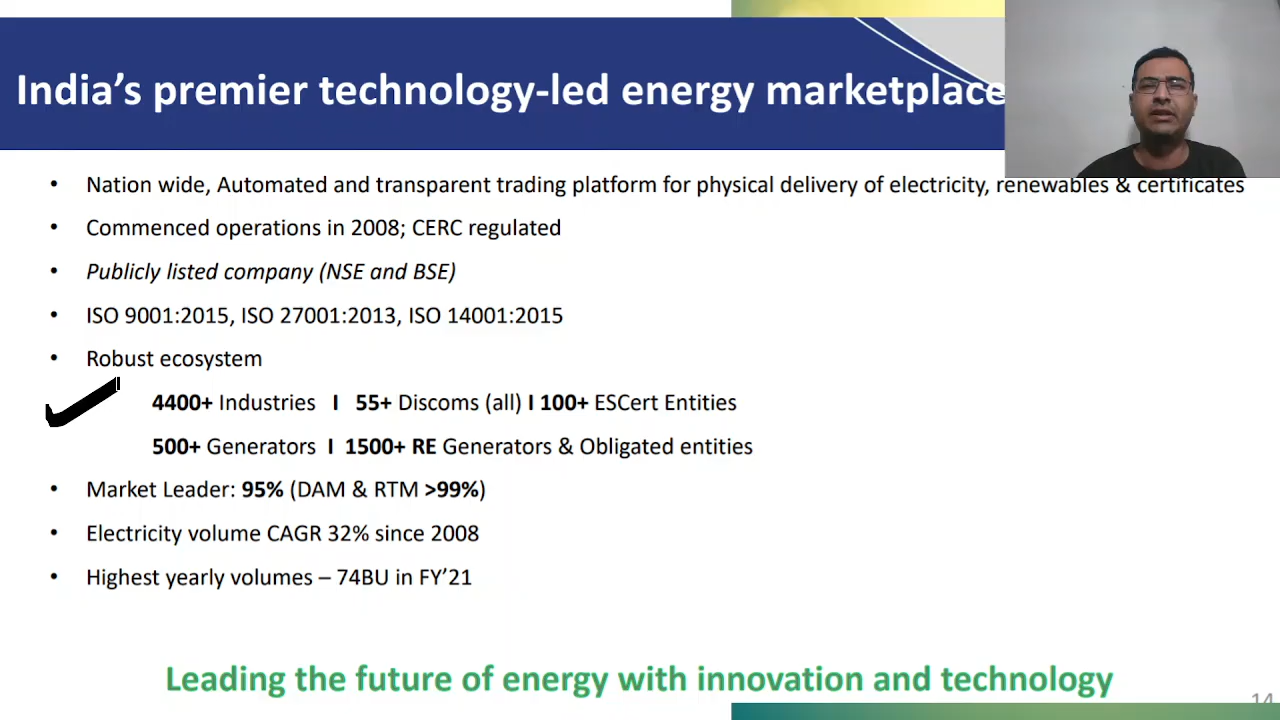 India's premier technology-led energy marketplace
• Nation wide, Automated and transparent trading platform for physical delivery of electricity, renewables & certificates
• Commenced operations in 2008; CERC regulated
• Publicly listed company (NSE and BSE)
• ISO 9001:2015, ISO 27001:2013, ISO 14001:2015
• Robust ecosystem
4400+ Industries I 55+ Discoms (all) I 100+ ESCert Entities
500+ Generators I 1500+ RE Generators & Obligated entities
• Market Leader: 95% (DAM & RTM >99%)
• Electricity volume CAGR 32% since 2008
• Highest yearly volumes – 74BU in FY'21
Leading the future of energy with innovation and technology
14